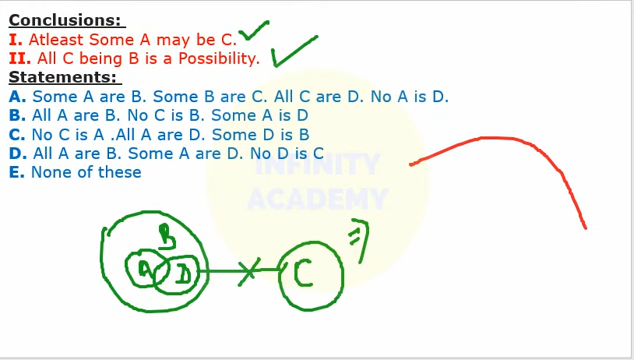 Conclusions:
I. Atleast Some A may be C.
II. All C being B is a Possibility.
Statements:
A. Some A are B. Some B are C. All C are D. No A is D.
B. All A are B. No C is B. Some A is D
C. No C is A .All A are D. Some D is B
D. All A are B. Some A are D. No D is C
E. None of these
INFINITY
ACADEMY
B
A D C